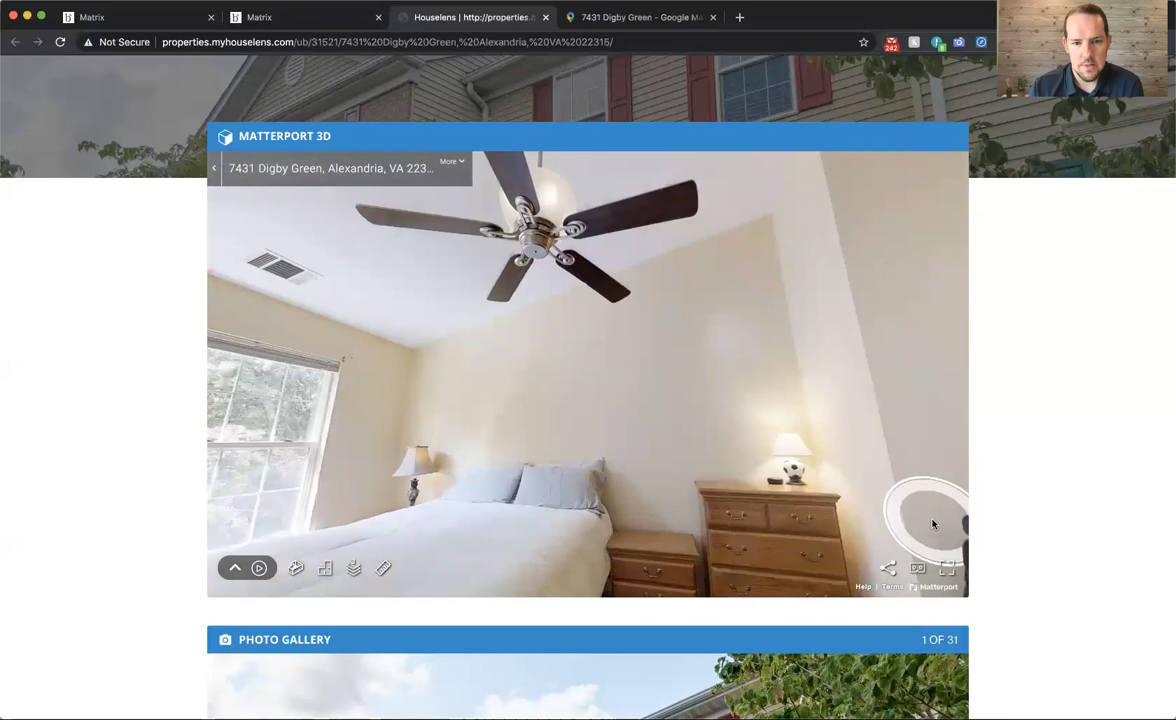 Matrix
Matrix
Houselens | http://properties.
7431 Digby Green - Google Ma
Not Secure
properties.myhouselens.com/ub/31521/7431%20Digby%20Green,%20Alexandria,%20VA%2022315/
242
8
MATTERPORT 3D
7431 Digby Green, Alexandria, VA 223...
More
Help | Terms
Matterport
PHOTO GALLERY
1 OF 31